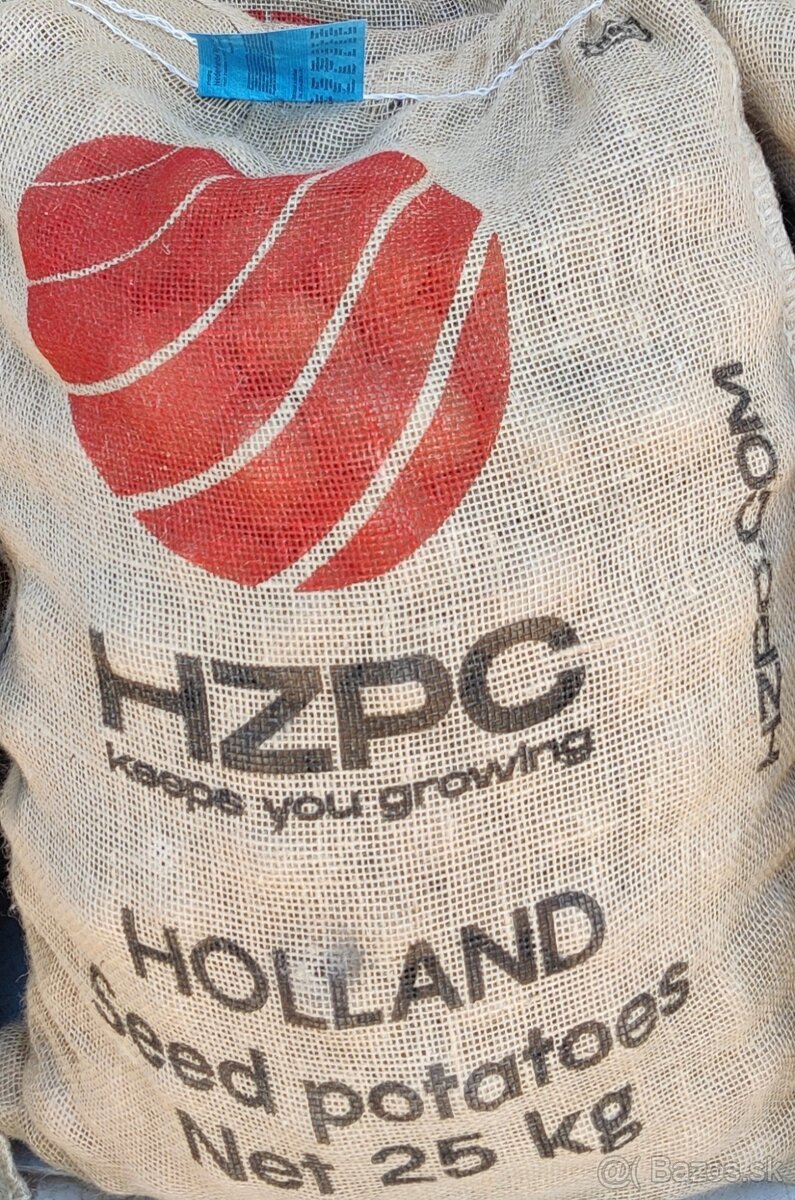 HZPC
keeps you growing
HOLLAND
Seed potatoes
Net 25 kg
HZPC.COM
Bazos.sk